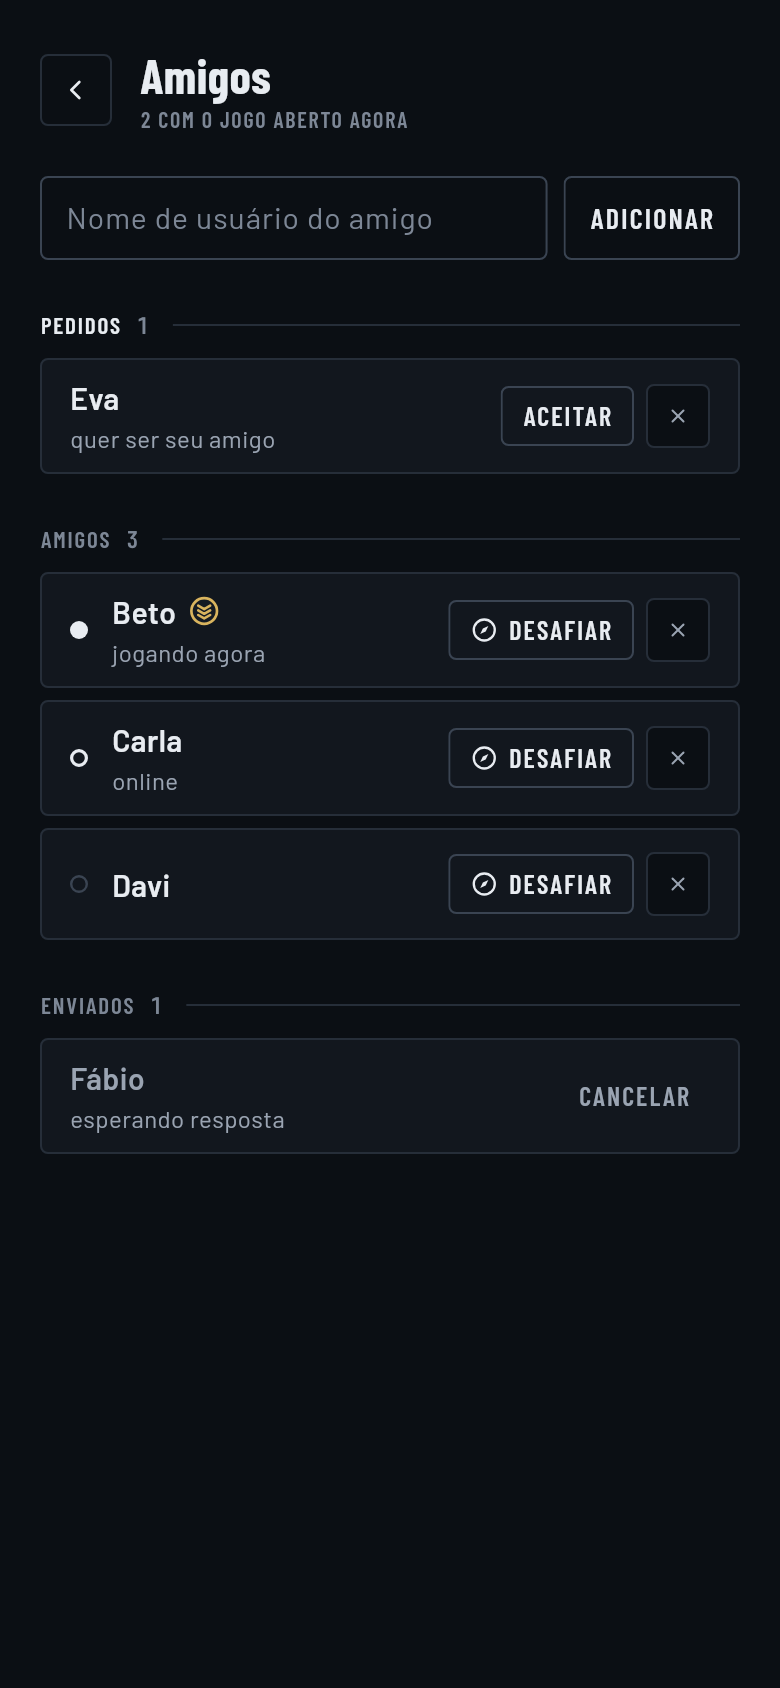 Amigos
2 COM O JOGO ABERTO AGORA
Nome de usuário do amigo
ADICIONAR
PEDIDOS 1
Eva
quer ser seu amigo
ACEITAR
AMIGOS 3
Beto
jogando agora
DESAFIAR
Carla
online
DESAFIAR
Davi
DESAFIAR
ENVIADOS 1
Fábio
esperando resposta
CANCELAR